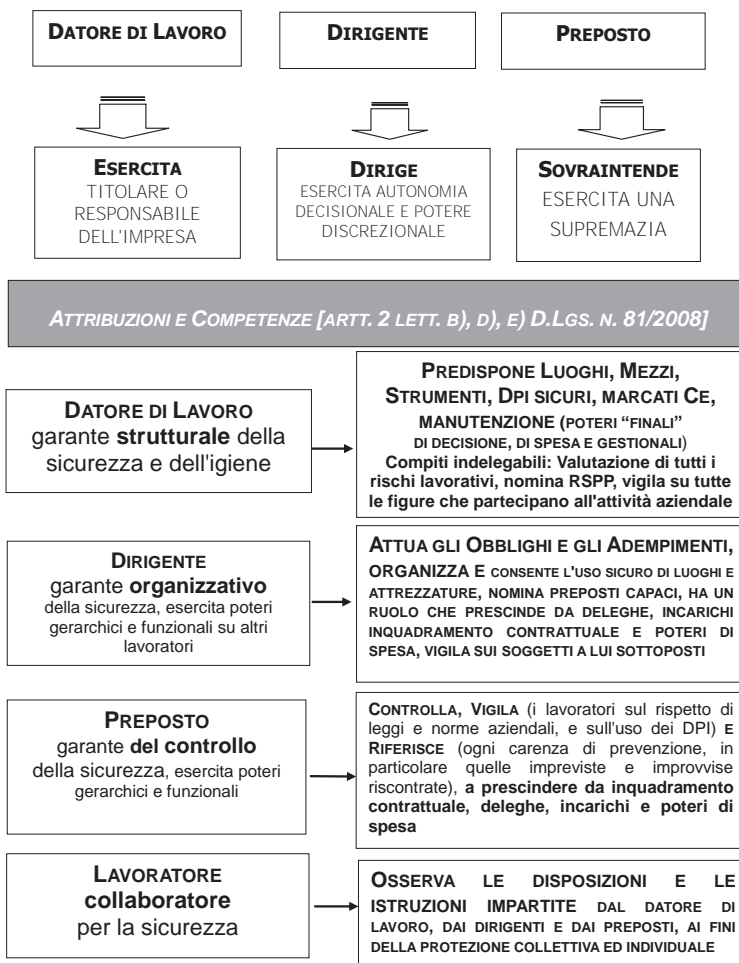 DATORE DI LAVORO
DIRIGENTE
PREPOSTO
ESERCITA
TITOLARE O
RESPONSABILE
DELL'IMPRESA
DIRIGE
ESERCITA AUTONOMIA
DECISIONALE E POTERE
DISCREZIONALE
SOVRAINTENDE
ESERCITA UNA
SUPREMAZIA
ATTRIBUZIONI E COMPETENZE [ARTT. 2 LETT. B), D), E) D.LGS. N. 81/2008]
DATORE DI LAVORO
garante strutturale della
sicurezza e dell'igiene
PREDISPONE LUOGHI, MEZZI,
STRUMENTI, DPI SICURI, MARCATI CE,
MANUTENZIONE (POTERI “FINALI”
DI DECISIONE, DI SPESA E GESTIONALI)
Compiti indelegabili: Valutazione di tutti i
rischi lavorativi, nomina RSPP, vigila su tutte
le figure che partecipano all'attività aziendale
DIRIGENTE
garante organizzativo
della sicurezza, esercita poteri
gerarchici e funzionali su altri
lavoratori
ATTUA GLI OBBLIGHI E GLI ADEMPIMENTI,
ORGANIZZA E CONSENTE L'USO SICURO DI LUOGHI E
ATTREZZATURE, NOMINA PREPOSTI CAPACI, HA UN
RUOLO CHE PRESCINDE DA DELEGHE, INCARICHI
INQUADRAMENTO CONTRATTUALE E POTERI DI
SPESA, VIGILA SUI SOGGETTI A LUI SOTTOPOSTI
PREPOSTO
garante del controllo
della sicurezza, esercita poteri
gerarchici e funzionali
CONTROLLA, VIGILA (i lavoratori sul rispetto di
leggi e norme aziendali, e sull'uso dei DPI) E
RIFERISCE (ogni carenza di prevenzione, in
particolare quelle impreviste e improvvise
riscontrate), a prescindere da inquadramento
contrattuale, deleghe, incarichi e poteri di
spesa
LAVORATORE
collaboratore
per la sicurezza
OSSERVA LE DISPOSIZIONI E LE
ISTRUZIONI IMPARTITE DAL DATORE DI
LAVORO, DAI DIRIGENTI E DAI PREPOSTI, AI FINI
DELLA PROTEZIONE COLLETTIVA ED INDIVIDUALE